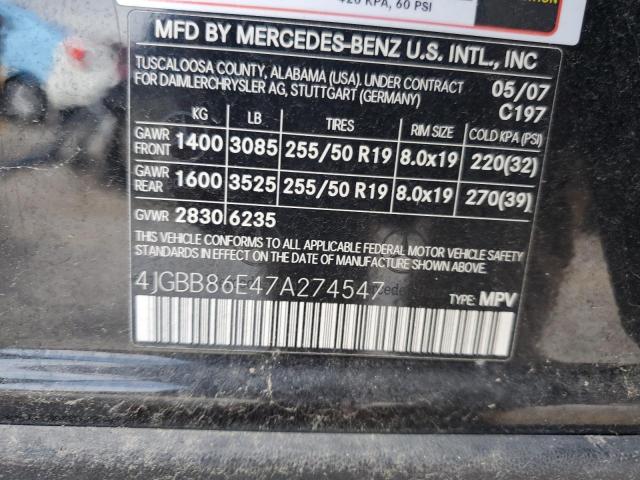 420 KPA, 60 PSI
MFD BY MERCEDES-BENZ U.S. INTL., INC
TUSCALOOSA COUNTY, ALABAMA (USA). UNDER CONTRACT 05/07
FOR DAIMLERCHRYSLER AG, STUTTGART (GERMANY) C197
KG LB TIRES RIM SIZE COLD KPA (PSI)
GAWR FRONT 1400 3085 255/50 R19 8.0x19 220(32)
GAWR REAR 1600 3525 255/50 R19 8.0x19 270(39)
GVWR 2830 6235
THIS VEHICLE CONFORMS TO ALL APPLICABLE FEDERAL MOTOR VEHICLE SAFETY
STANDARDS IN EFFECT ON THE DATE OF MANUFACTURE SHOWN ABOVE.
4JGBB86E47A274547 TYPE: MPV